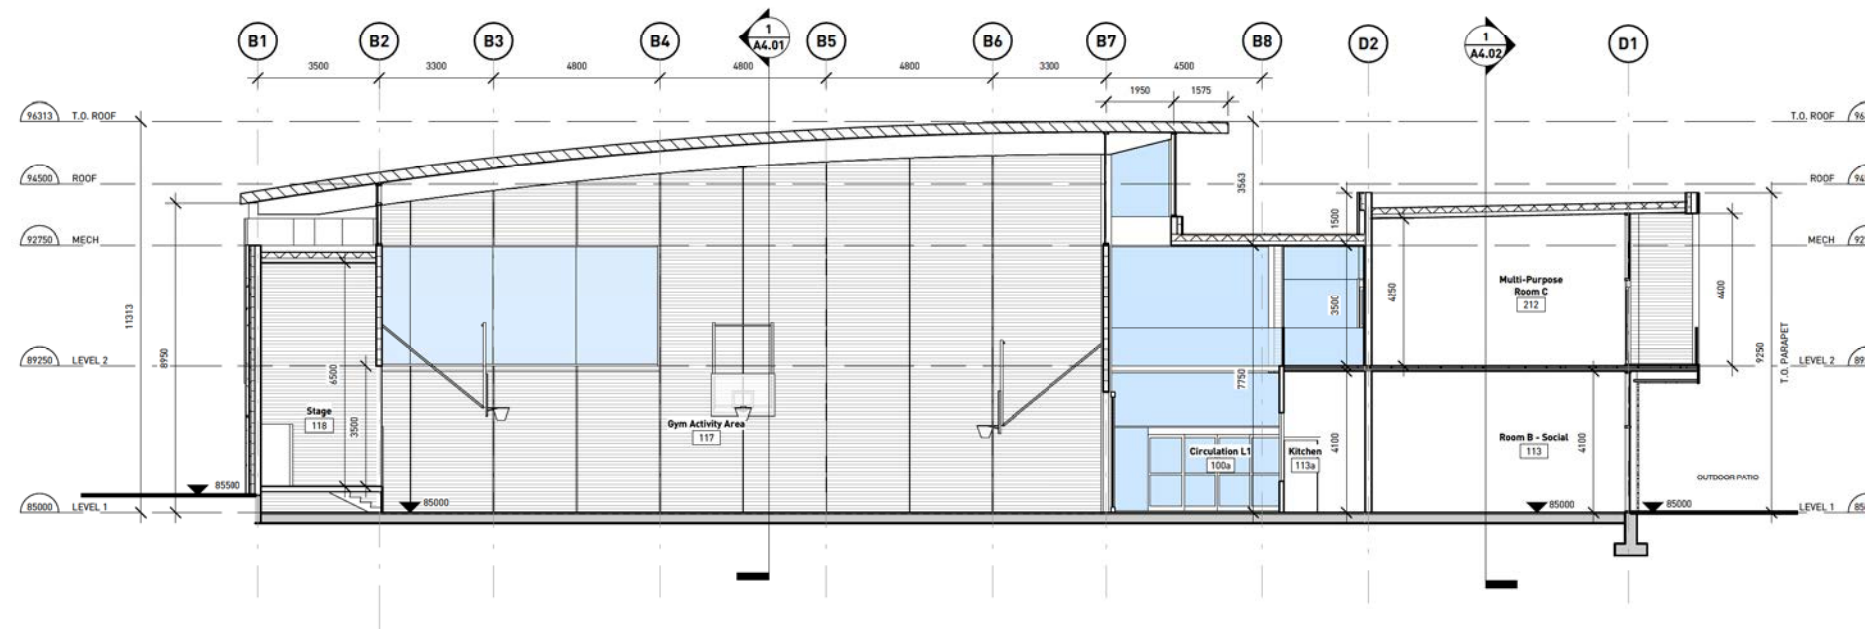 B1 B2 B3 B4 1 A4.01 B5 B6 B7 B8 D2 1 A4.02 D1
3500 3300 4800 4800 4800 3300 4500
1950 1575
96313 T.O. ROOF
T.O. ROOF 96
94500 ROOF
ROOF
92750 MECH
MECH
89250 LEVEL 2
LEVEL 2
85000 LEVEL 1
LEVEL 1
11313
8950
6500
3500
3563
7750
1500
3500
4100
4250
4100
4400
9250
T.O. PARAPET
Stage
118
Gym Activity Area
117
Circulation L1
100a
Kitchen
113a
Multi-Purpose
Room C
212
Room B - Social
113
OUTDOOR PATIO
85000
85000
85000